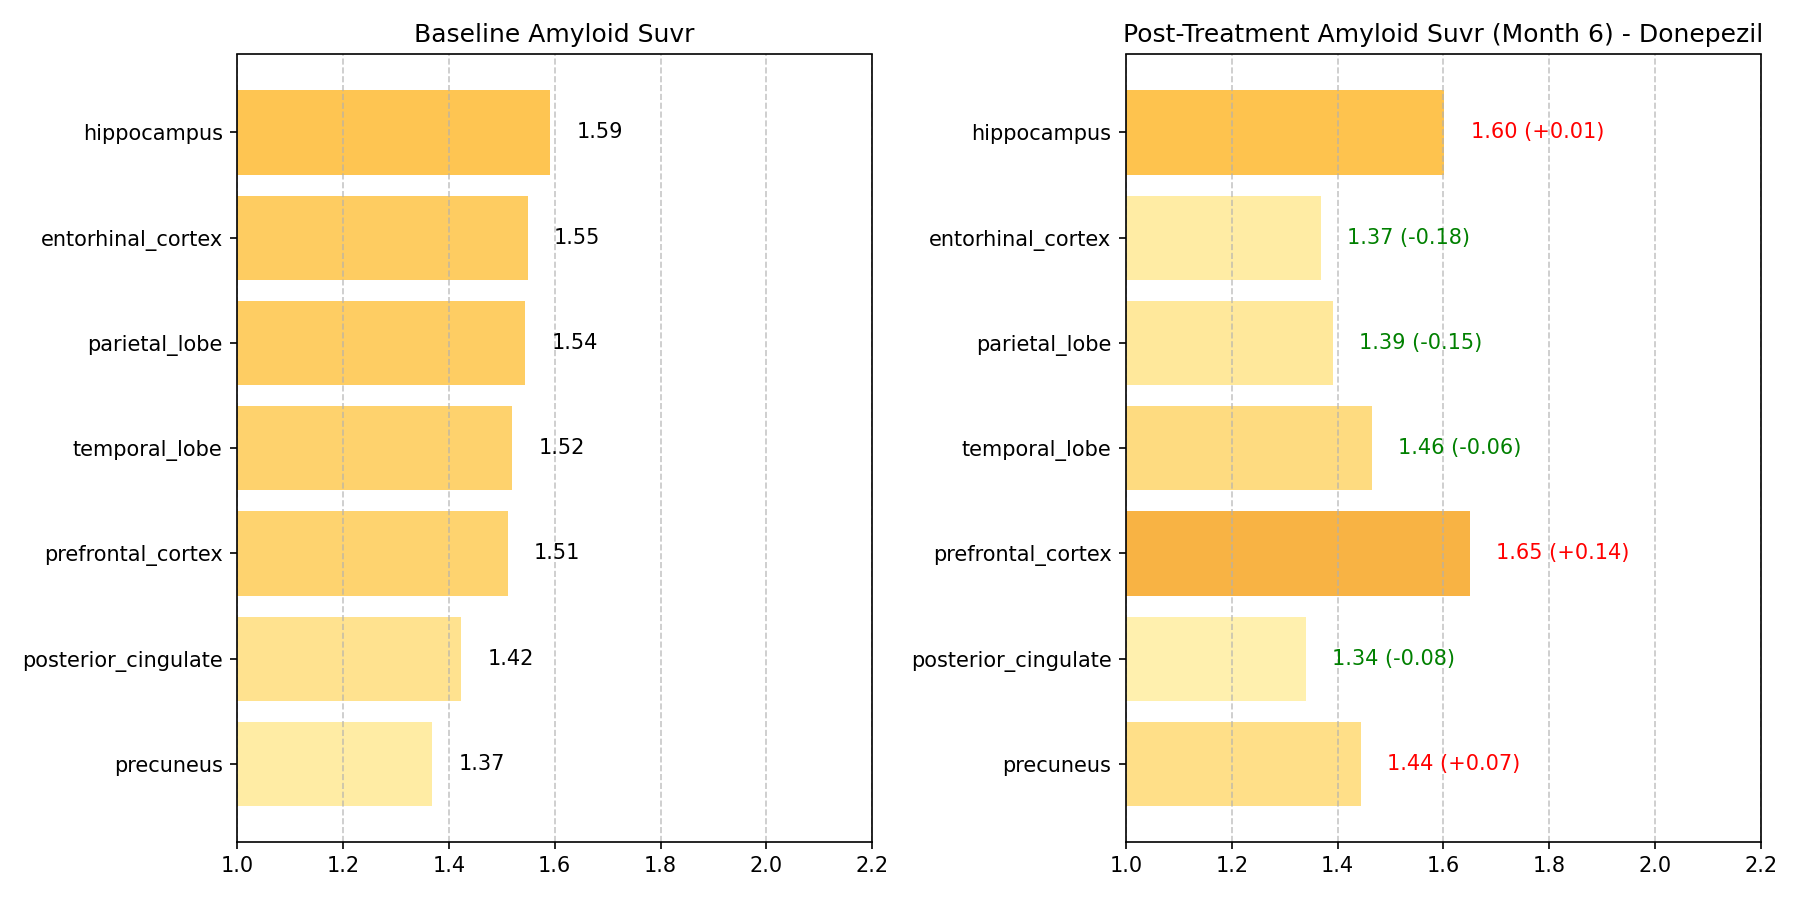 Baseline Amyloid Suvr
hippocampus
1.59
entorhinal_cortex
1.55
parietal_lobe
1.54
temporal_lobe
1.52
prefrontal_cortex
1.51
posterior_cingulate
1.42
precuneus
1.37
1.0 1.2 1.4 1.6 1.8 2.0 2.2
Post-Treatment Amyloid Suvr (Month 6) - Donepezil
hippocampus
1.60 (+0.01)
entorhinal_cortex
1.37 (-0.18)
parietal_lobe
1.39 (-0.15)
temporal_lobe
1.46 (-0.06)
prefrontal_cortex
1.65 (+0.14)
posterior_cingulate
1.34 (-0.08)
precuneus
1.44 (+0.07)
1.0 1.2 1.4 1.6 1.8 2.0 2.2